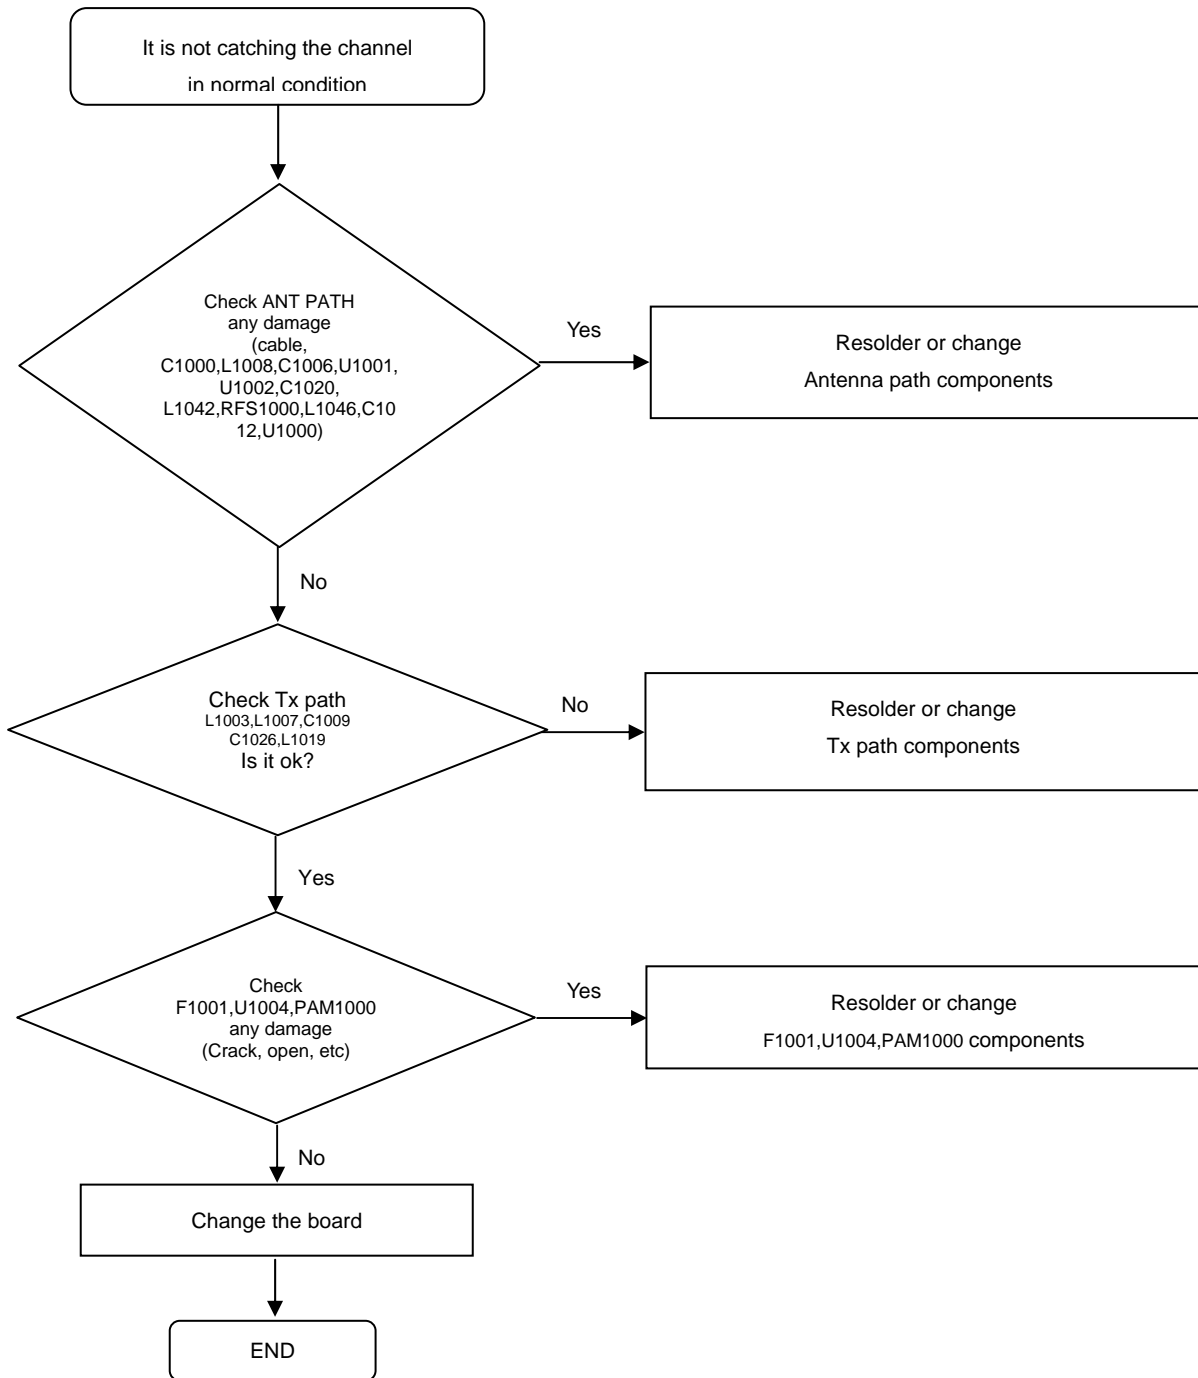 It is not catching the channel
in normal condition
Check ANT PATH
any damage
(cable,
C1000,L1008,C1006,U1001,
U1002,C1020,
L1042,RFS1000,L1046,C10
12,U1000)
Yes
Resolder or change
Antenna path components
No
Check Tx path
L1003,L1007,C1009
C1026,L1019
Is it ok?
No
Resolder or change
Tx path components
Yes
Check
F1001,U1004,PAM1000
any damage
(Crack, open, etc)
Yes
Resolder or change
F1001,U1004,PAM1000 components
No
Change the board
END